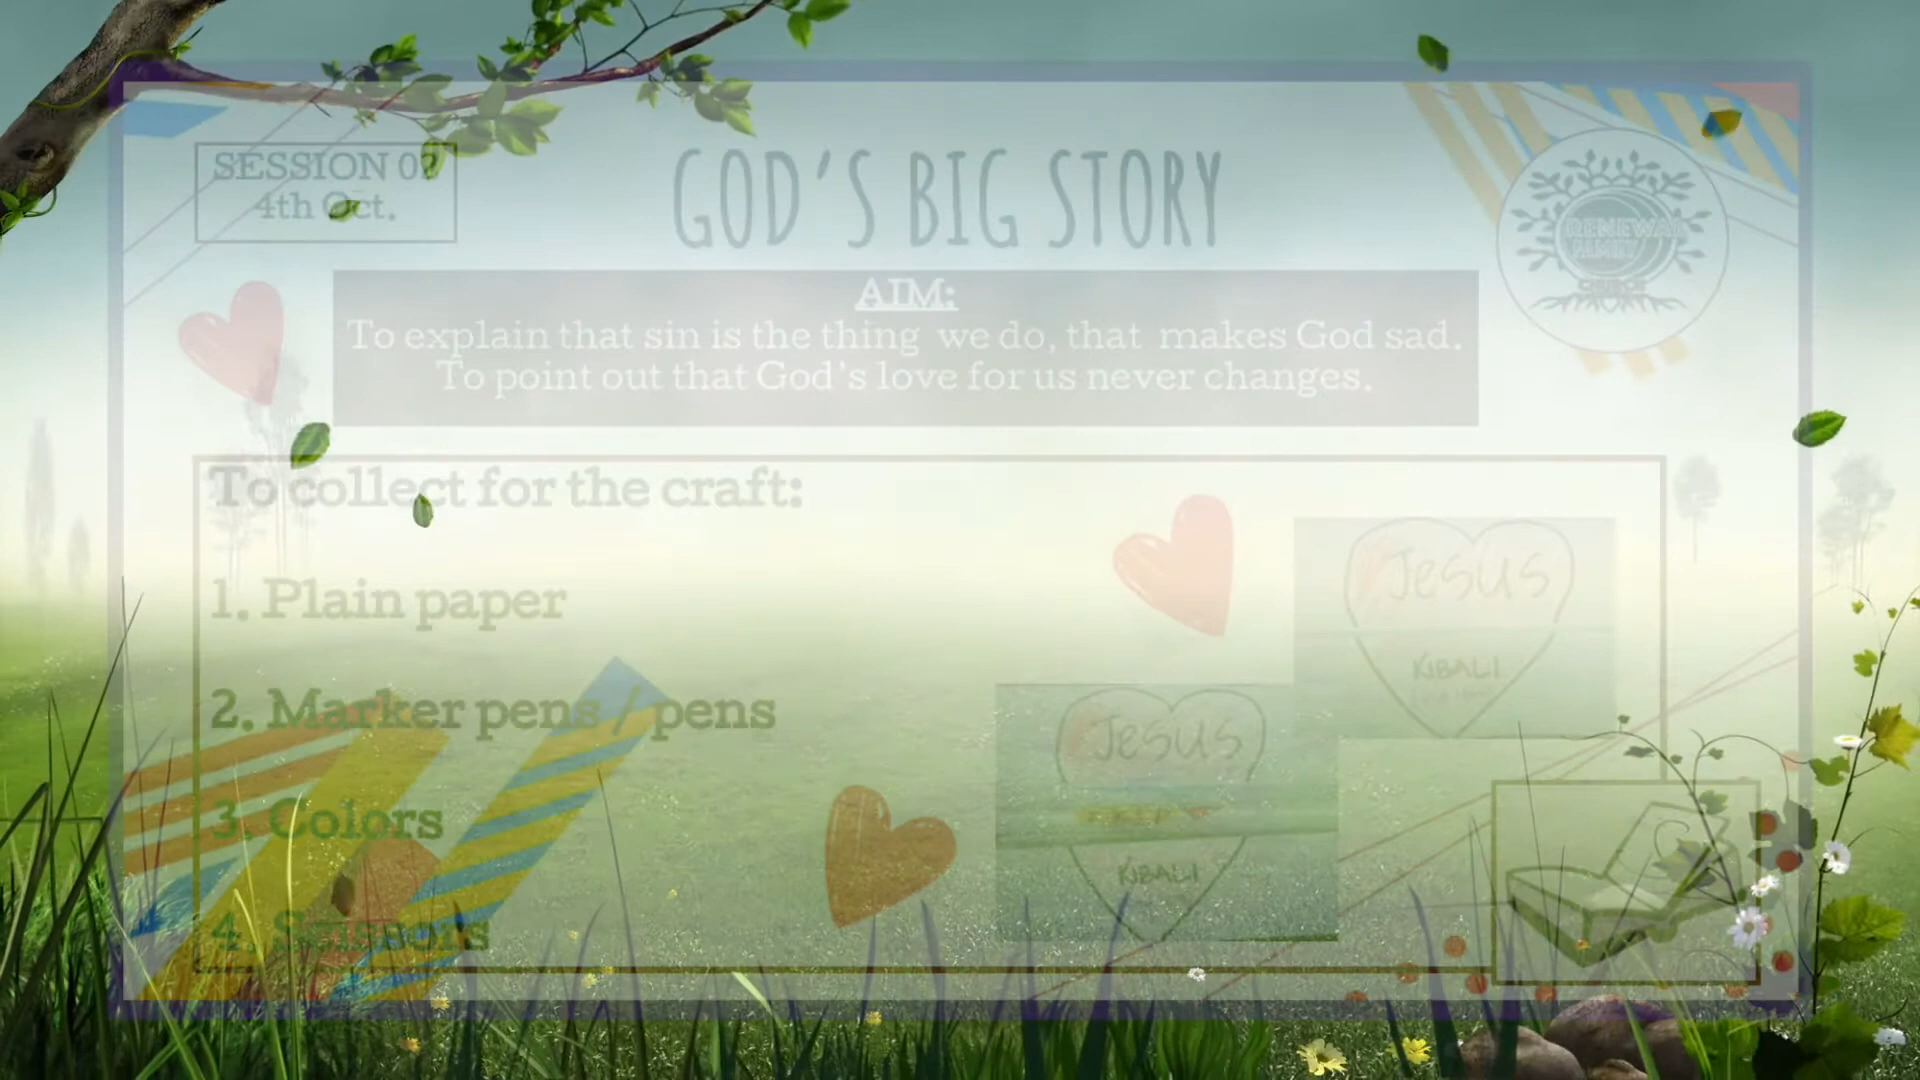 SESSION 02
4th Oct.
GOD'S BIG STORY
RENEWAL
FAMILY
CHURCH
AIM:
To explain that sin is the thing we do, that makes God sad.
To point out that God's love for us never changes.
To collect for the craft:
1. Plain paper
2. Marker pens / pens
3. Colors
4. Scissors
Jesus
KIBALI
Jesus
KIBALI